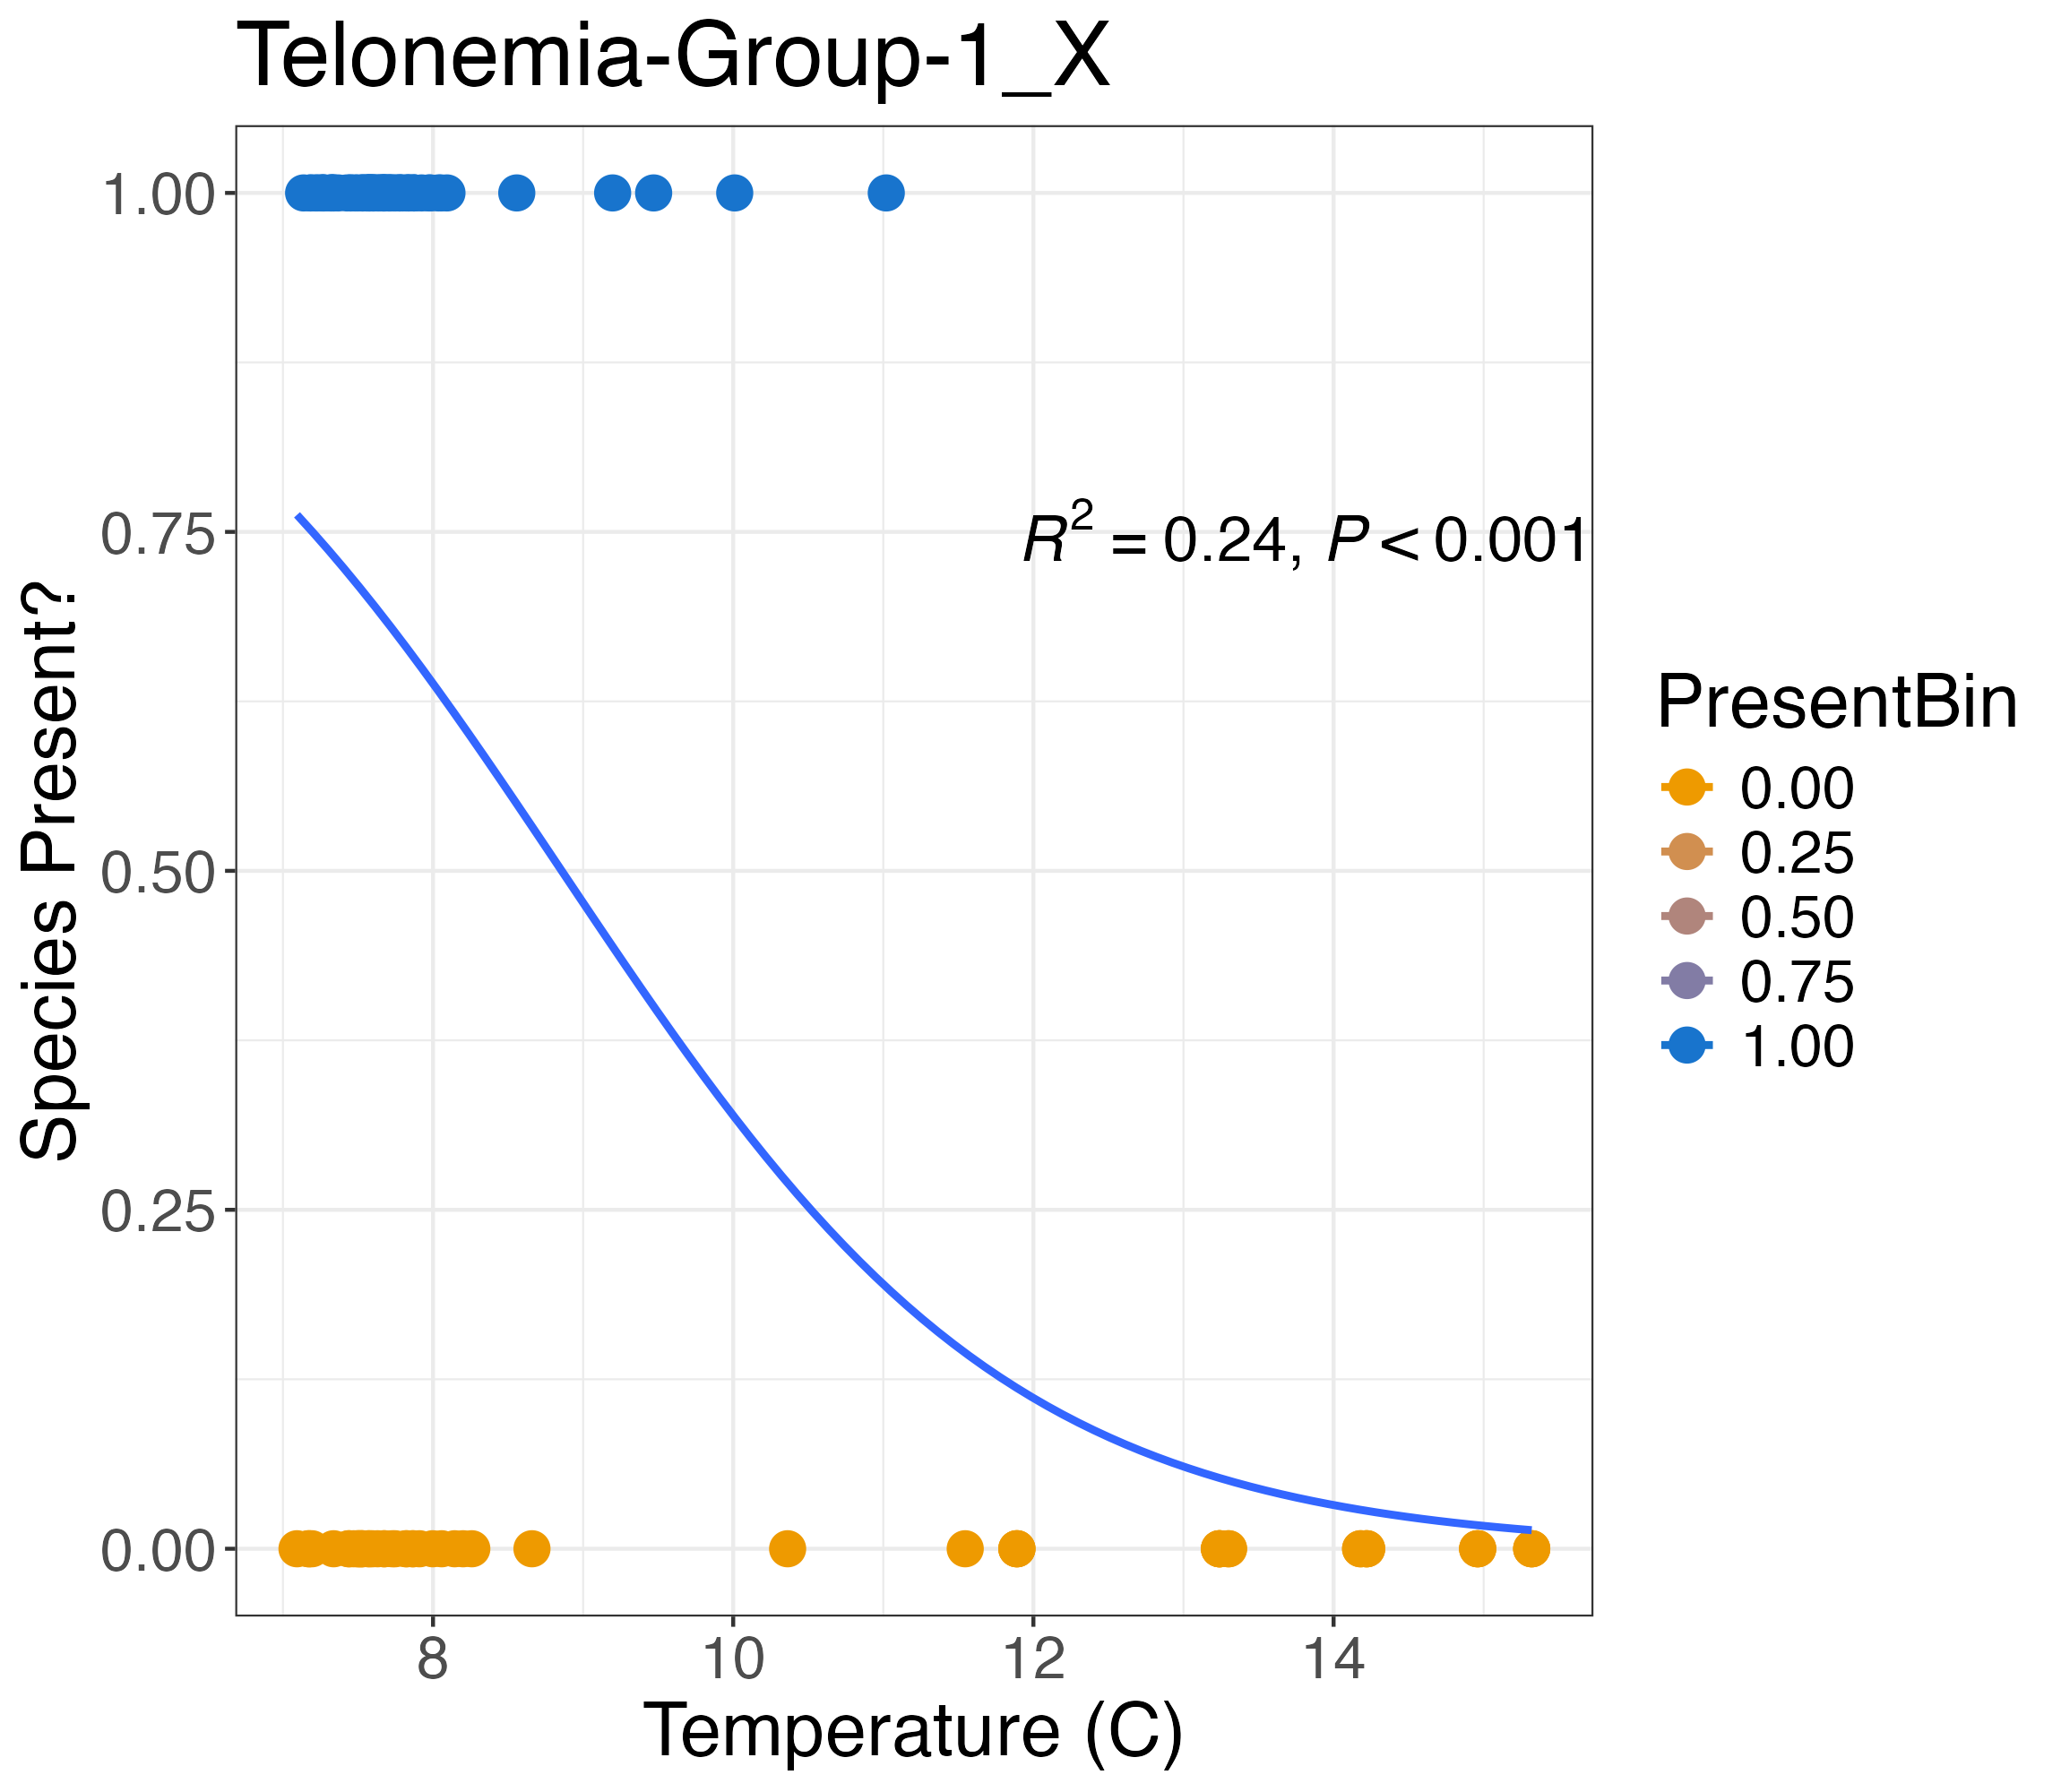 Telonemia-Group-1_X
1.00
0.75
0.50
0.25
0.00
Species Present?
R² = 0.24, P < 0.001
8 10 12 14
Temperature (C)
PresentBin
0.00
0.25
0.50
0.75
1.00